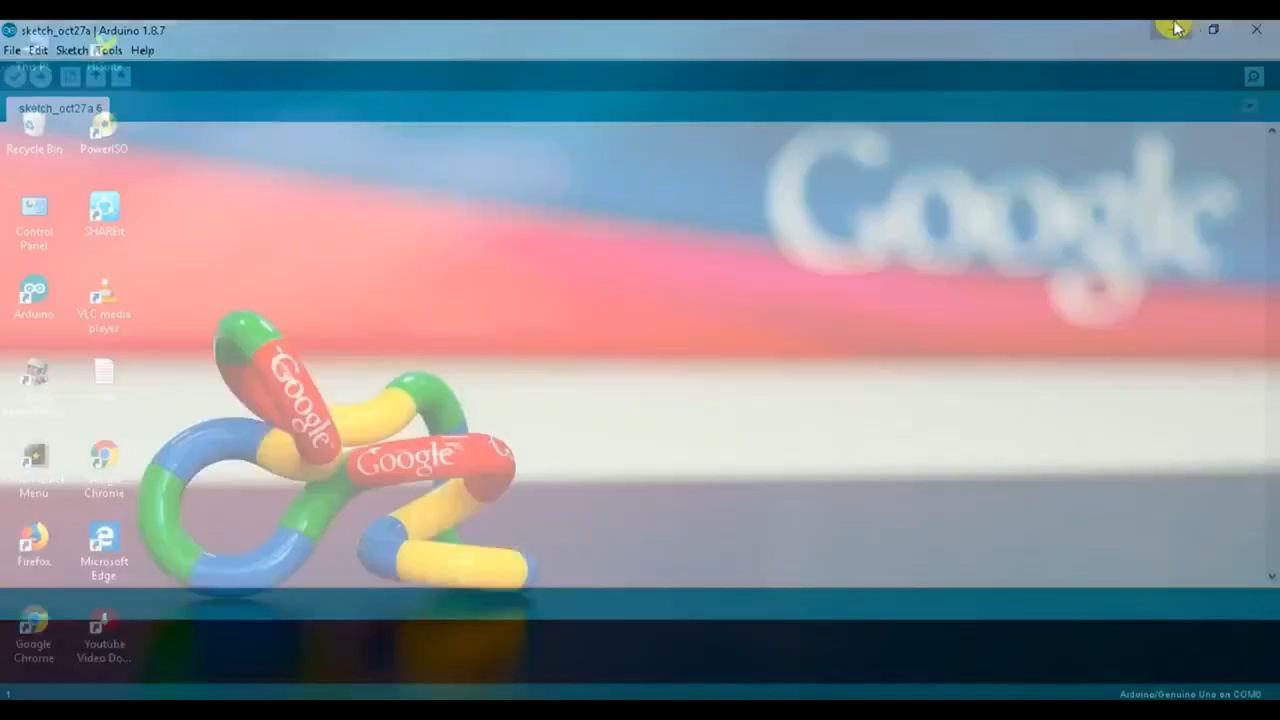 sketch_oct27a | Arduino 1.8.7
File Edit Sketch Tools Help
sketch_oct27a §
Recycle Bin
PowerISO
Control Panel
SHAREit
Arduino
VLC media player
Menu
Google Chrome
Firefox
Microsoft Edge
Google Chrome
Youtube Video Do...
Google
Google
Google
1
Arduino/Genuino Uno on COM6